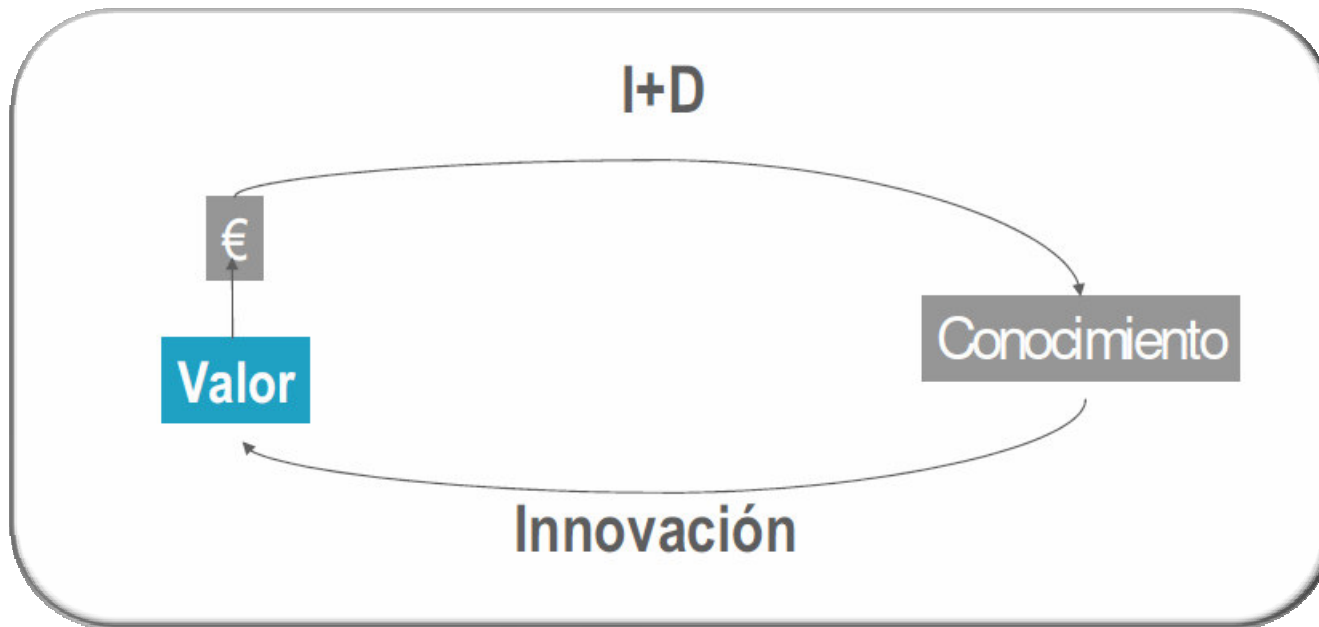 I+D
€
Conocimiento
Valor
Innovación